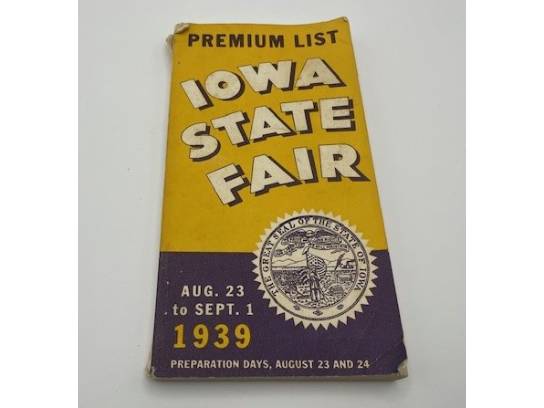 PREMIUM LIST
IOWA
STATE
FAIR
THE GREAT SEAL OF THE STATE OF IOWA
AUG. 23
to SEPT. 1
1939
PREPARATION DAYS, AUGUST 23 AND 24